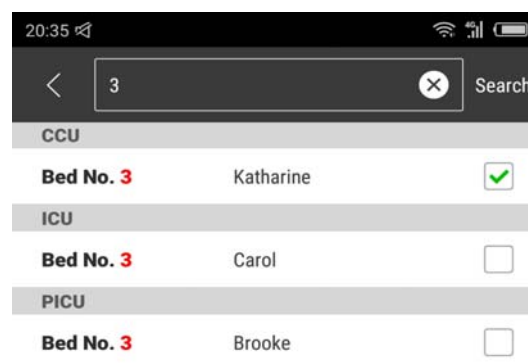 20:35 4G
3 Search
CCU
Bed No. 3 Katharine
ICU
Bed No. 3 Carol
PICU
Bed No. 3 Brooke